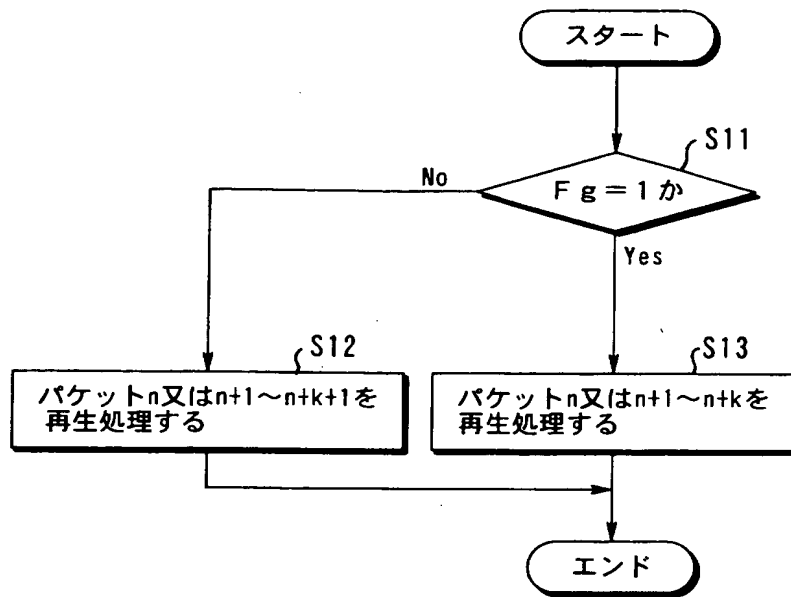 スタート
S11
Fg=1か
No
Yes
S12
パケットn又はn+1~n+k+1を
再生処理する
S13
パケットn又はn+1~n+kを
再生処理する
エンド